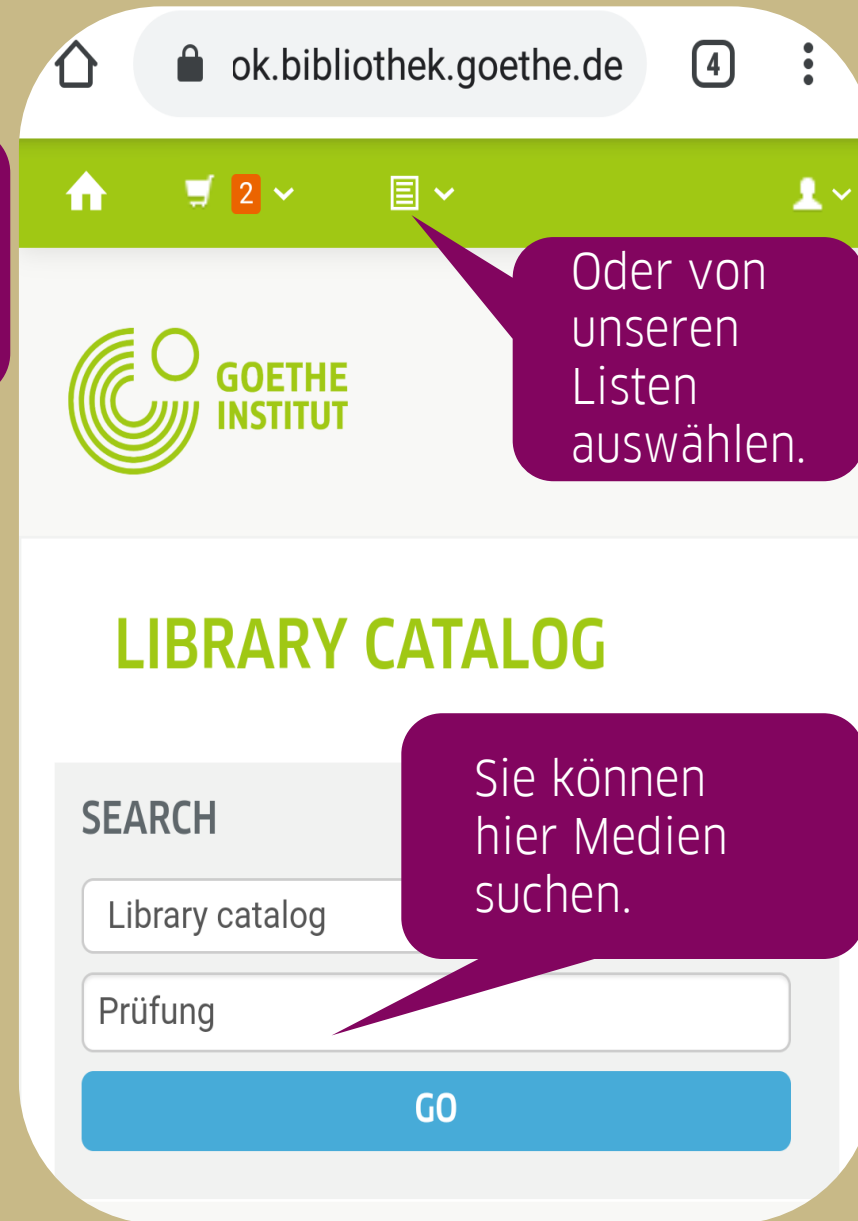 ok.bibliothek.goethe.de
4
2
Oder von
unseren
Listen
auswählen.
GOETHE
INSTITUT
LIBRARY CATALOG
Sie können
hier Medien
suchen.
SEARCH
Library catalog
Prüfung
GO